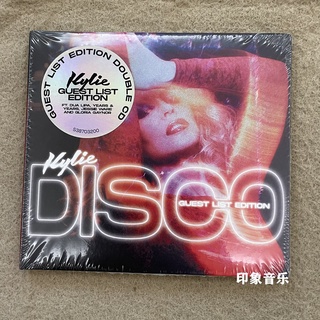 GUEST LIST EDITION DOUBLE CD
Kylie
GUEST LIST
EDITION
FT. DUA LIPA, YEARS &
YEARS, JESSIE WARE
AND GLORIA GAYNOR
538703200
Kylie
DISCO
GUEST LIST EDITION
印象音乐